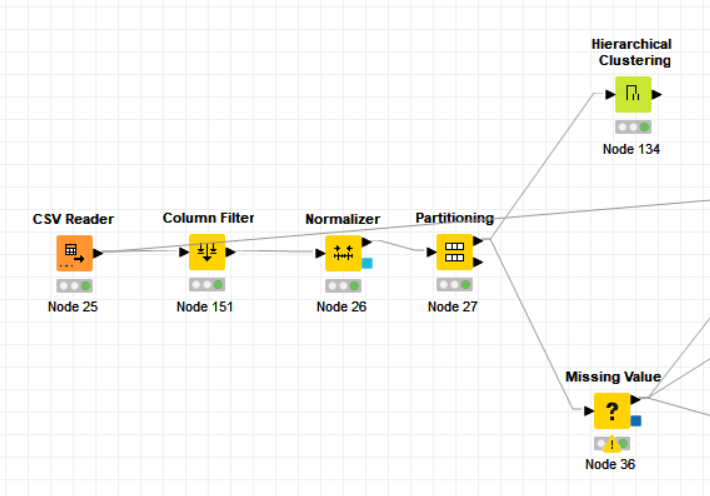 Hierarchical
Clustering
Node 134
CSV Reader
Column Filter
Normalizer
Partitioning
Node 25
Node 151
Node 26
Node 27
Missing Value
?
!
Node 36